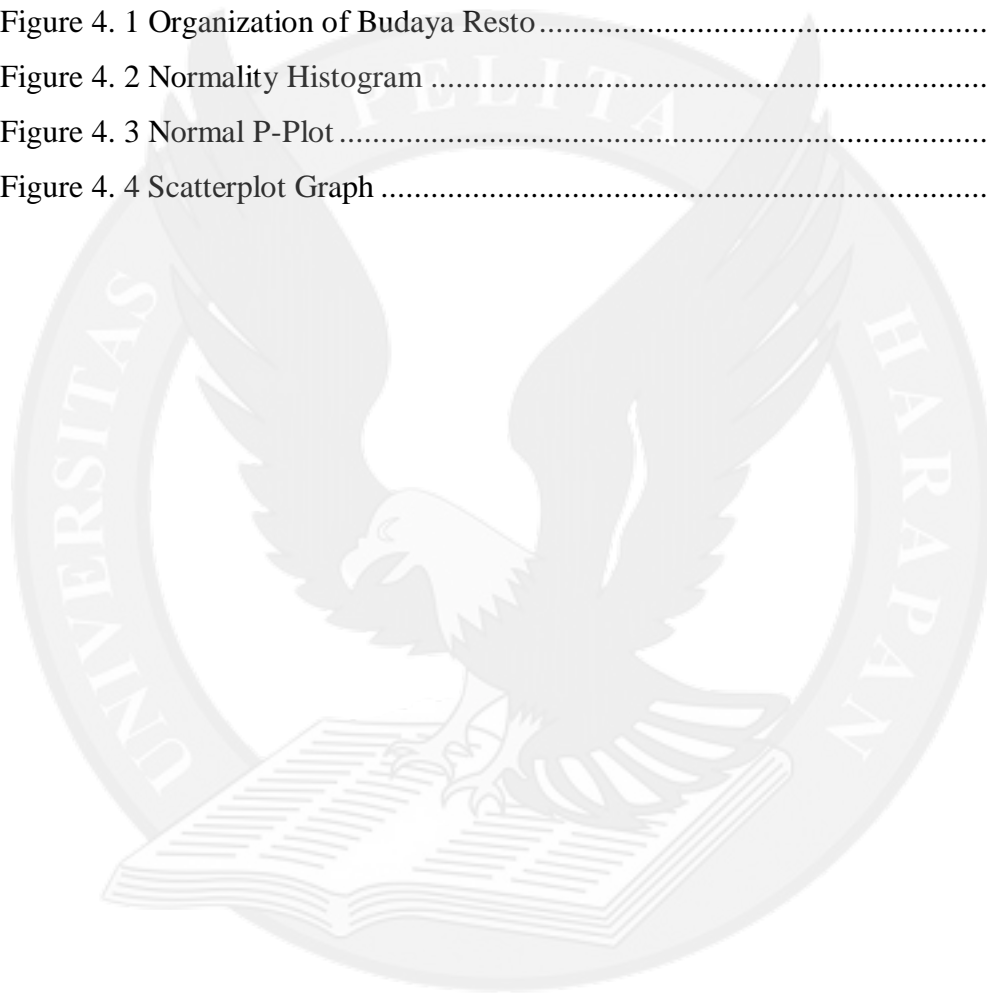 Figure 4. 1 Organization of Budaya Resto.......................................................
Figure 4. 2 Normality Histogram ....................................................................
Figure 4. 3 Normal P-Plot ...............................................................................
Figure 4. 4 Scatterplot Graph ..........................................................................
UNIVERSITAS PELITA HARAPAN